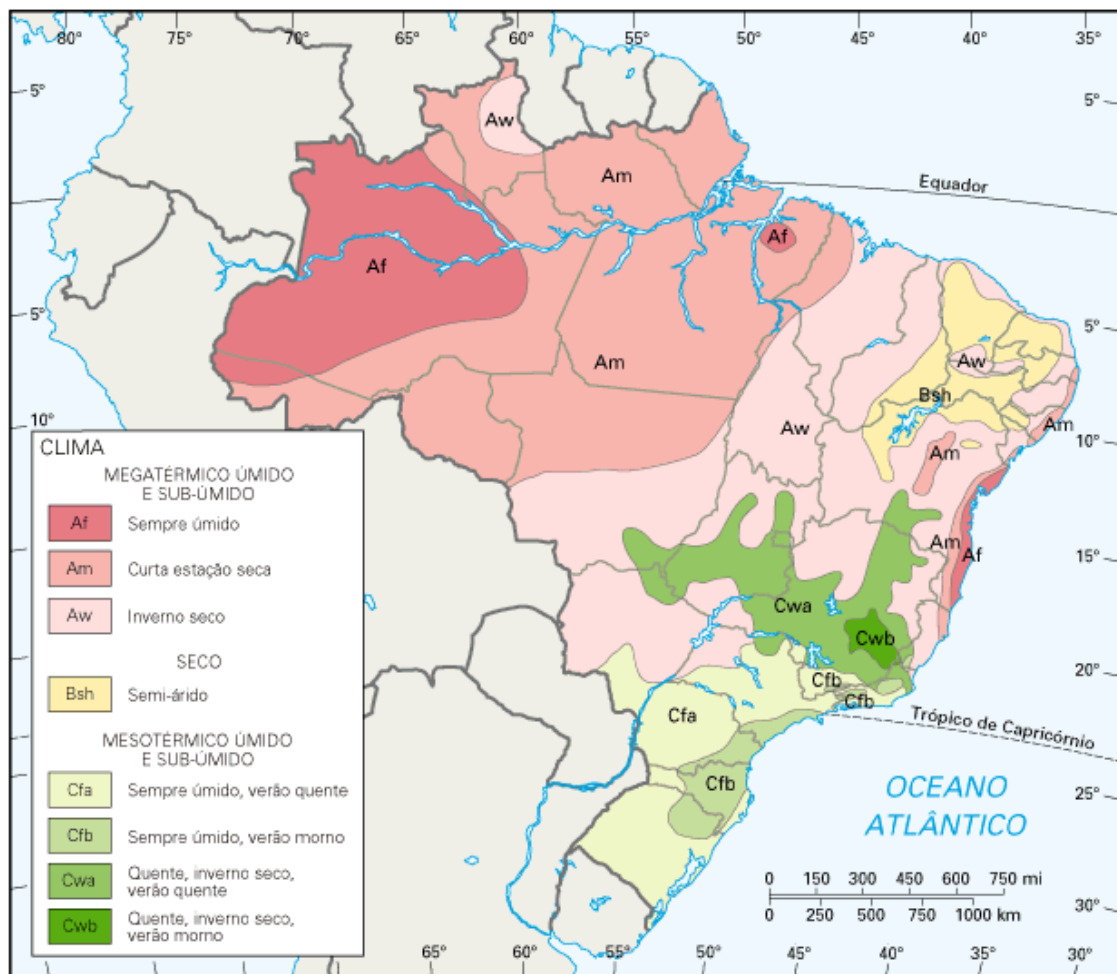 80° 75° 70° 65° 60° 50° 45° 40° 35°
5° 5°
Aw
Am
Equador
Af
Af
5° 5°
Am
Aw
Bsh
10° Aw Am 10°
Am
CLIMA
MEGATÉRMICO ÚMIDO
E SUB-ÚMIDO
Af Sempre úmido
Am Curta estação seca
Aw Inverno seco
SECO
Bsh Semi-árido
MESOTÉRMICO ÚMIDO
E SUB-ÚMIDO
Cfa Sempre úmido, verão quente
Cfb Sempre úmido, verão morno
Cwa Quente, inverno seco,
verão quente
Cwb Quente, inverno seco,
verão morno
Am Af 15°
Cwa
Cwb
Cfb 20°
Cfb
Cfa
Trópico de Capricórnio
Cfb
OCEANO
ATLÂNTICO
25°
0 150 300 450 600 750 mi
0 250 500 750 1000 km
30°
65° 60° 55° 50° 45° 40° 35° 30°